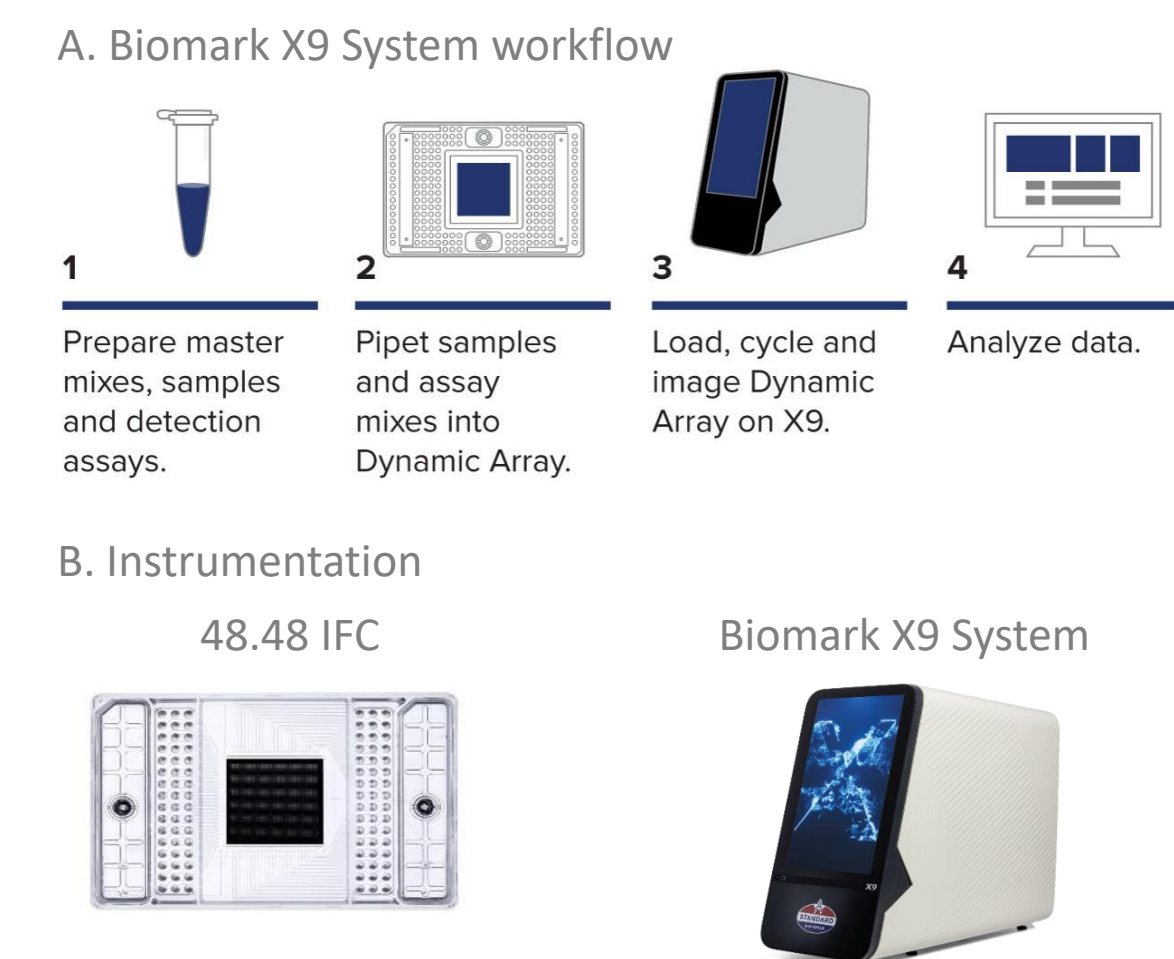 A. Biomark X9 System workflow
1
2
3
4
Prepare master
mixes, samples
and detection
assays.
Pipet samples
and assay
mixes into
Dynamic Array.
Load, cycle and
image Dynamic
Array on X9.
Analyze data.
B. Instrumentation
48.48 IFC
Biomark X9 System
X9
STANDARD